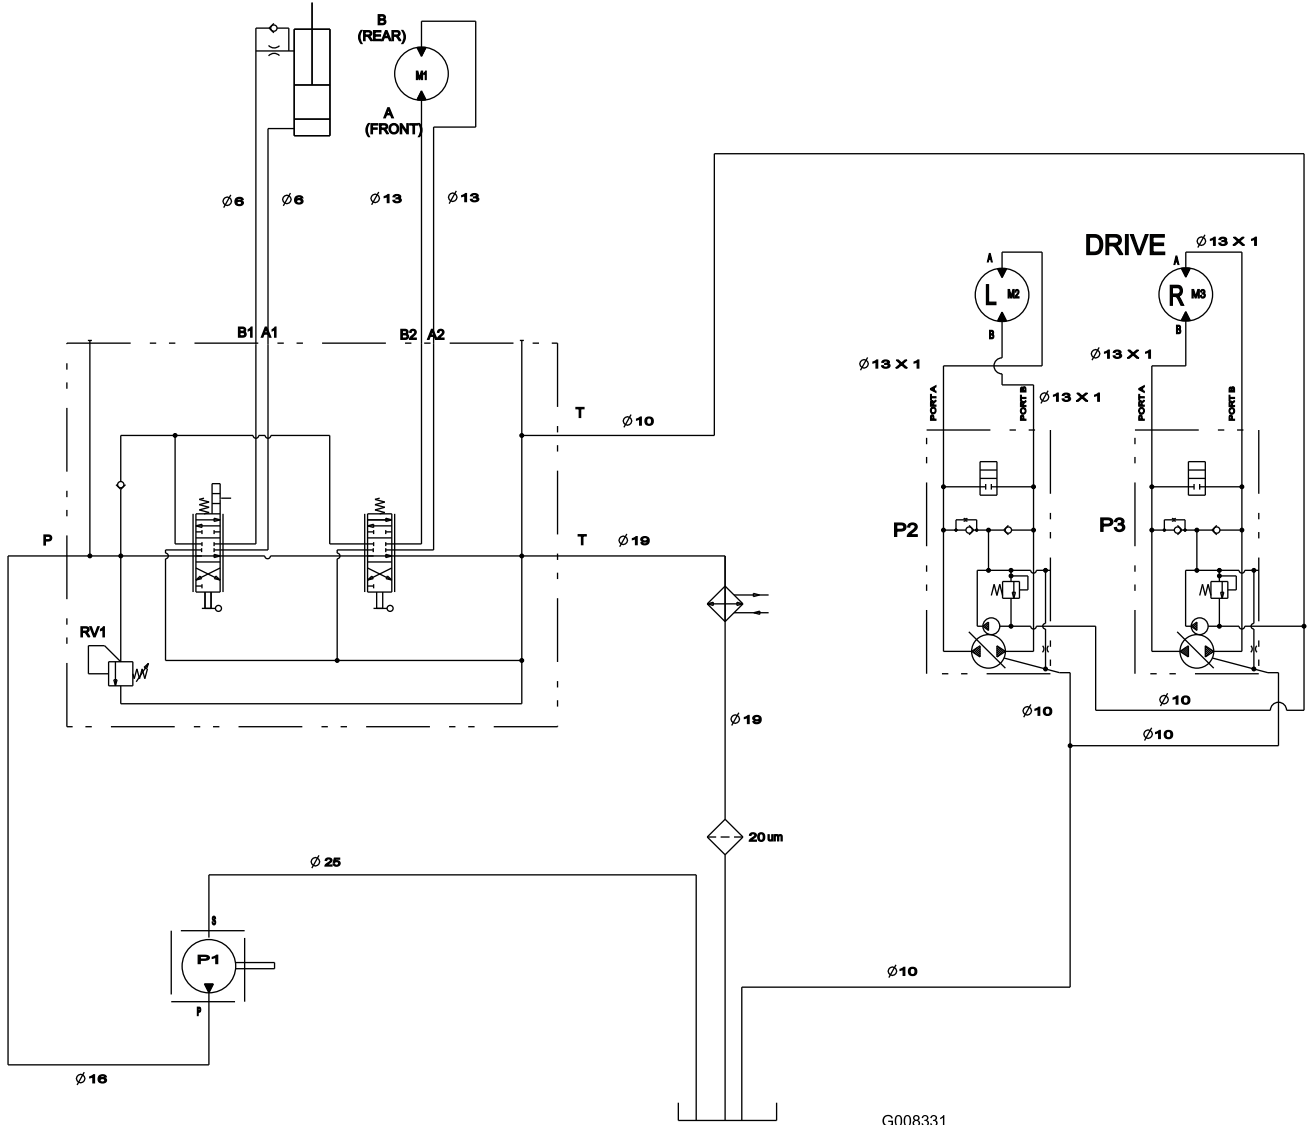 B
(REAR)
M1
A
(FRONT)
Ø6
Ø6
Ø13
Ø13
DRIVE
Ø13 X 1
A
A
L M2
R M3
B
B
B1
A1
B2
A2
Ø13 X 1
Ø13 X 1
Ø13 X 1
PORT A
PORT B
PORT A
PORT B
T
Ø10
P
T
Ø19
P2
P3
RV1
Ø19
Ø10
Ø10
Ø10
20um
Ø25
S
P1
P
Ø10
Ø16
G008331